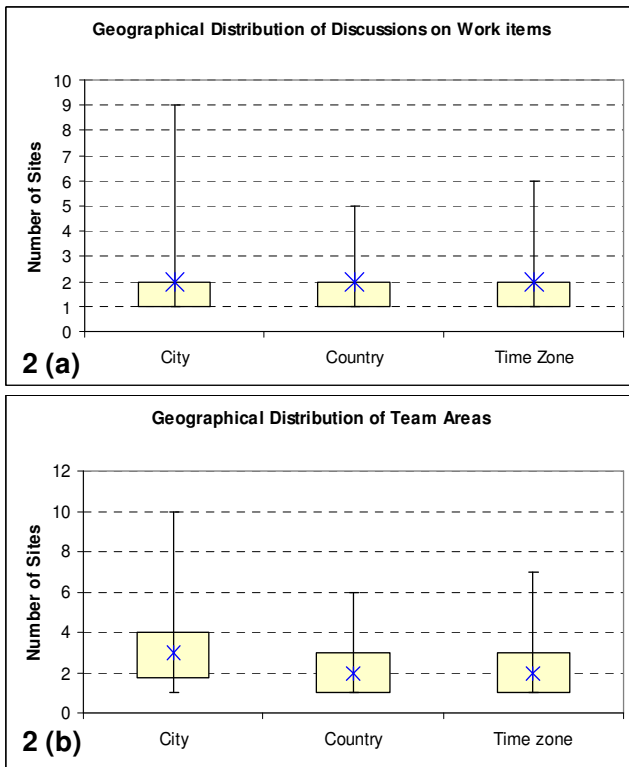 Geographical Distribution of Discussions on Work items
Number of Sites
10
9
8
7
6
5
4
3
2
1
0
City Country Time Zone
2 (a)
Geographical Distribution of Team Areas
Number of Sites
12
10
8
6
4
2
0
City Country Time zone
2 (b)